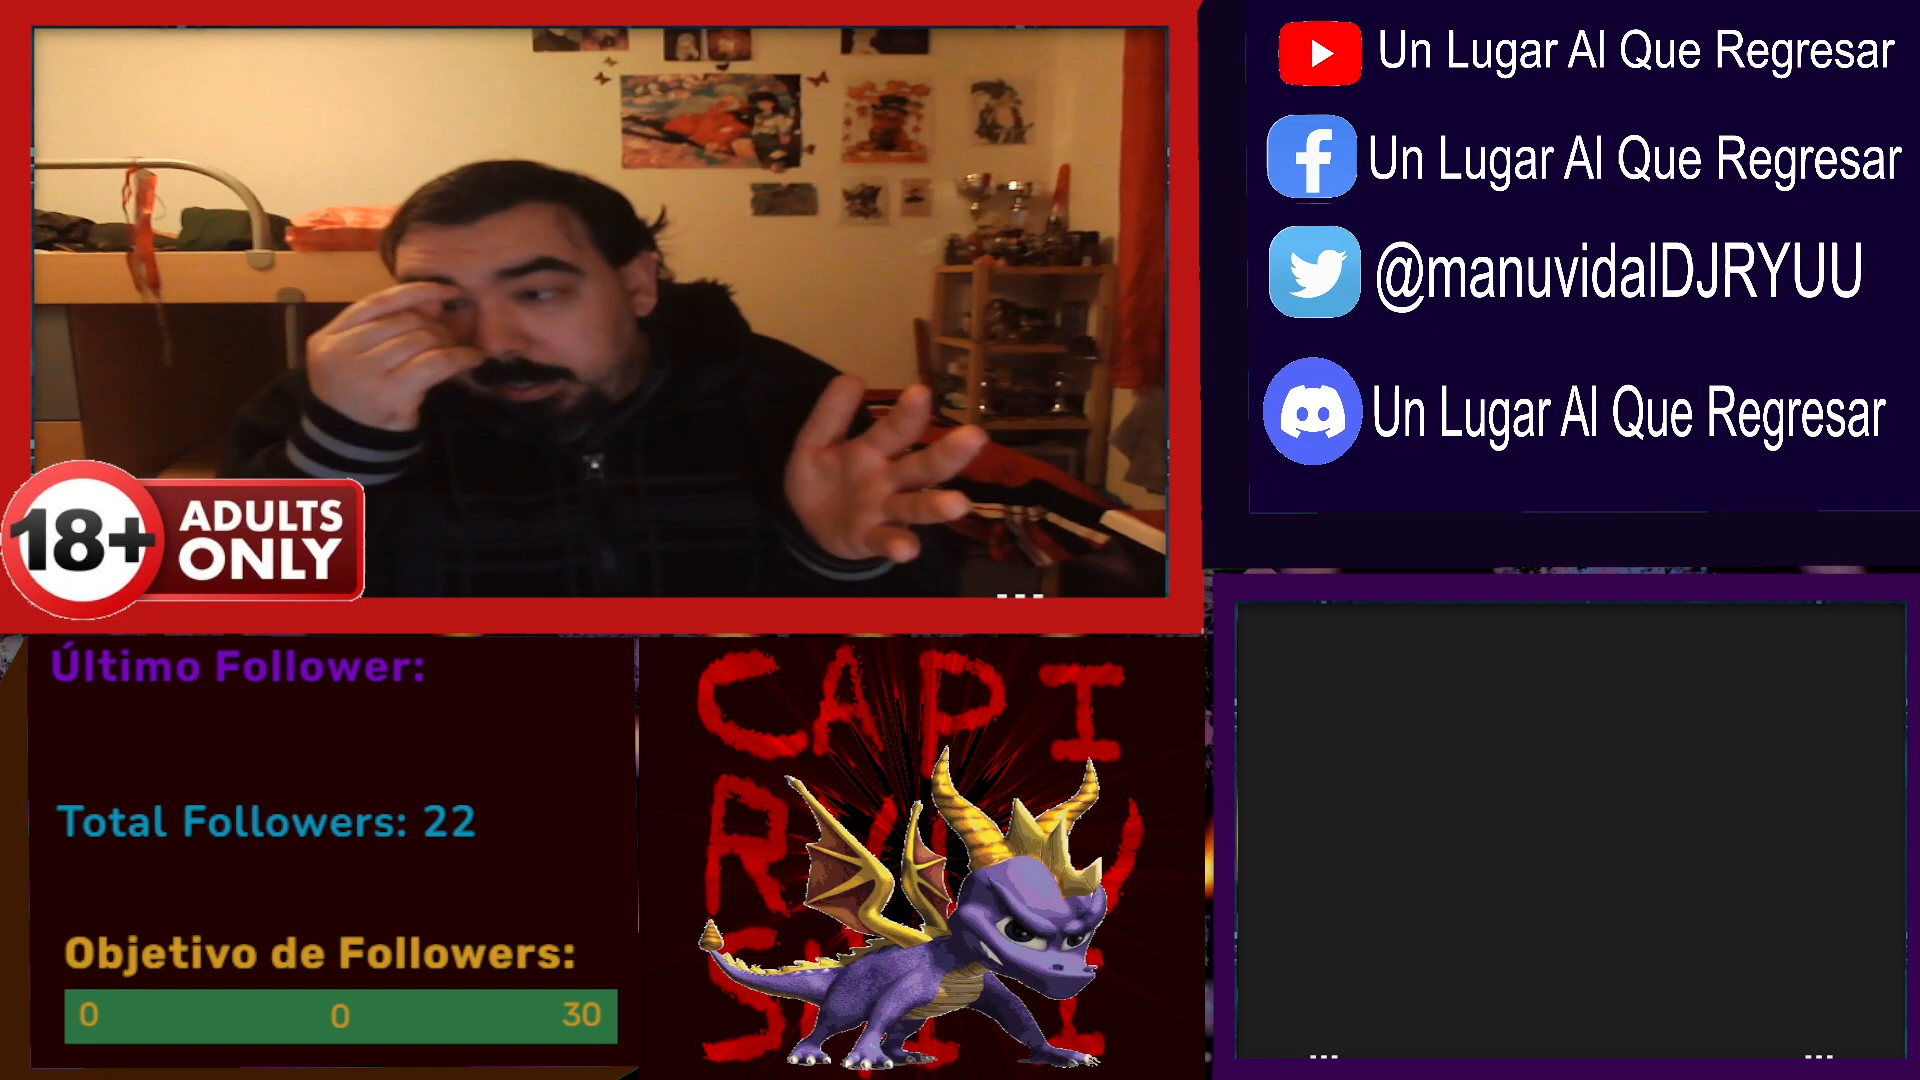 Un Lugar Al Que Regresar
Un Lugar Al Que Regresar
@manuvidalDJRYUU
Un Lugar Al Que Regresar
18+ ADULTS
ONLY
Último Follower:
Total Followers: 22
Objetivo de Followers:
0 0 30
CAPI